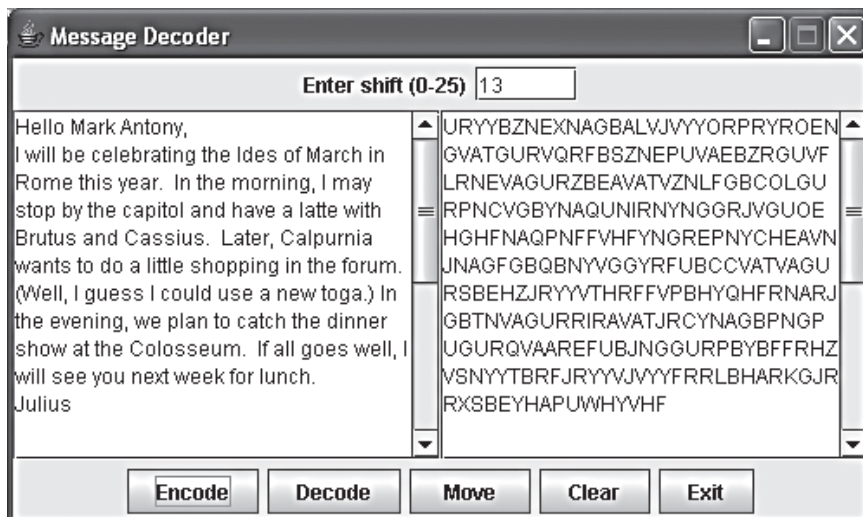 Message Decoder
Enter shift (0-25) 13
Hello Mark Antony,
I will be celebrating the Ides of March in
Rome this year.  In the morning, I may
stop by the capitol and have a latte with
Brutus and Cassius.  Later, Calpurnia
wants to do a little shopping in the forum.
(Well, I guess I could use a new toga.) In
the evening, we plan to catch the dinner
show at the Colosseum.  If all goes well, I
will see you next week for lunch.
Julius
URYYBZNEXNAGBALVJVYYORPRYROEN
GVATGURVQRFBSZNEPUVAEBZRGUVF
LRNEVAGURZBEAVATVZNLFGBCOLGU
RPNCVGBYNAQUNIRNYNGGRJVGUOE
HGHFNAQPNFFVHFYNGREPNYCHEAVN
JNAGFGBQBNYVGGYRFUBCCVATVAGU
RSBEHZJRYYVTHRFFVPBHYQHFRNARJ
GBTNVAGURRIRAVATJRCYNAGBPNGP
UGURQVAAREFUBJNGGURPBYBFFRHZ
VSNYYTBRFJRYYVJVYYFRRLBHARKGJR
RXSBEYHAPUWHYVHF
Encode Decode Move Clear Exit